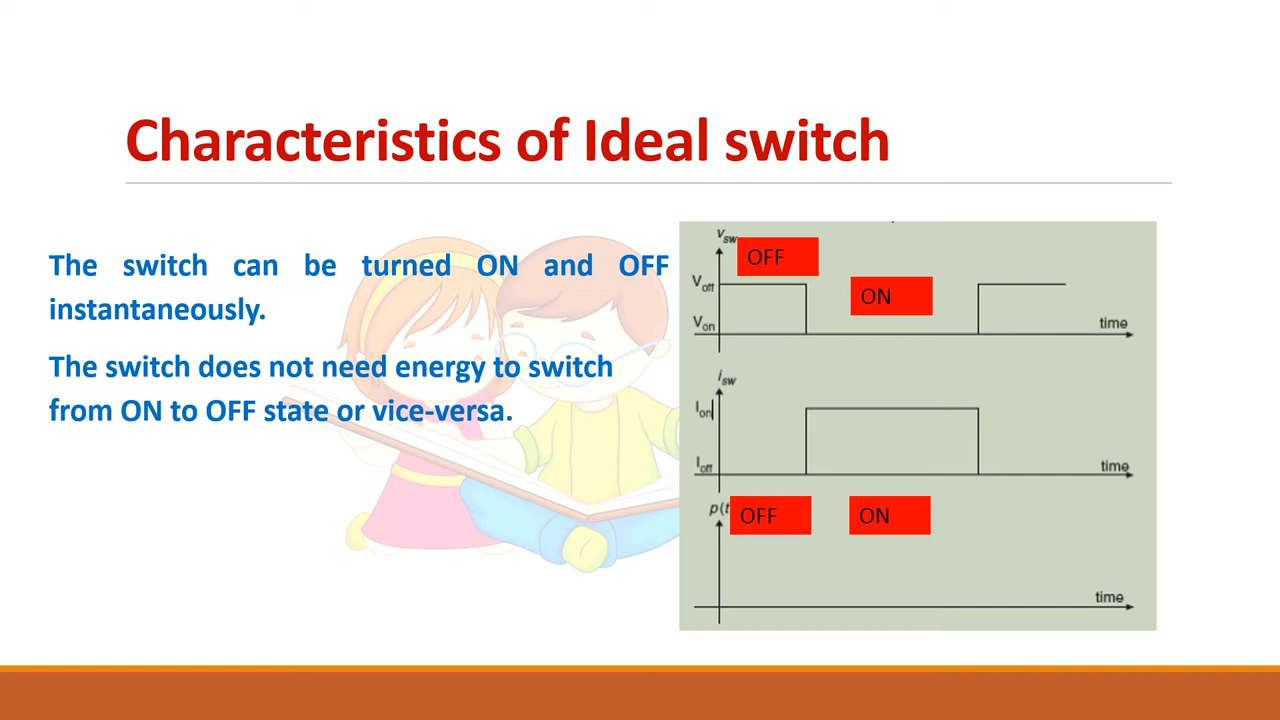 Characteristics of Ideal switch
The switch can be turned ON and OFF
instantaneously.
The switch does not need energy to switch
from ON to OFF state or vice-versa.
vsw
OFF
Voff
ON
Von
time
isw
Ion
Ioff
time
p(t
OFF
ON
time